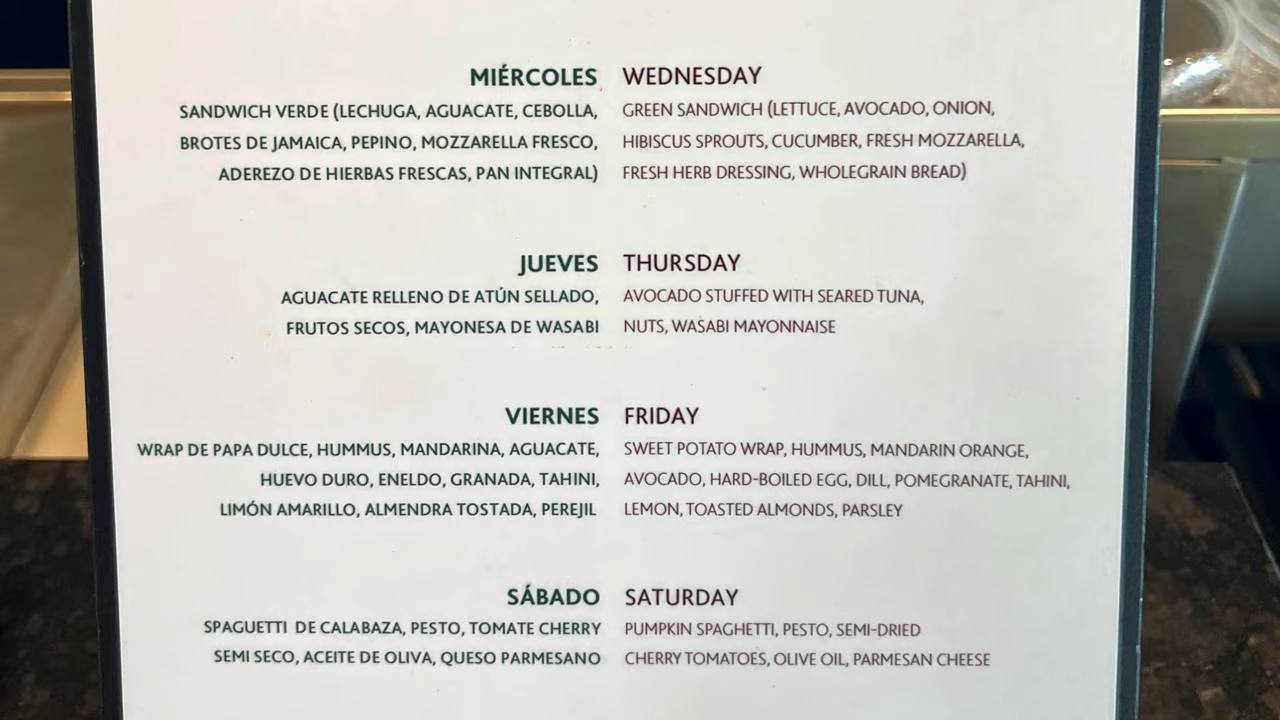 MIÉRCOLES WEDNESDAY
SANDWICH VERDE (LECHUGA, AGUACATE, CEBOLLA, GREEN SANDWICH (LETTUCE, AVOCADO, ONION,
BROTES DE JAMAICA, PEPINO, MOZZARELLA FRESCO, HIBISCUS SPROUTS, CUCUMBER, FRESH MOZZARELLA,
ADEREZO DE HIERBAS FRESCAS, PAN INTEGRAL) FRESH HERB DRESSING, WHOLEGRAIN BREAD)
JUEVES THURSDAY
AGUACATE RELLENO DE ATÚN SELLADO, AVOCADO STUFFED WITH SEARED TUNA,
FRUTOS SECOS, MAYONESA DE WASABI NUTS, WASABI MAYONNAISE
VIERNES FRIDAY
WRAP DE PAPA DULCE, HUMMUS, MANDARINA, AGUACATE, SWEET POTATO WRAP, HUMMUS, MANDARIN ORANGE,
HUEVO DURO, ENELDO, GRANADA, TAHINI, AVOCADO, HARD-BOILED EGG, DILL, POMEGRANATE, TAHINI,
LIMÓN AMARILLO, ALMENDRA TOSTADA, PEREJIL LEMON, TOASTED ALMONDS, PARSLEY
SÁBADO SATURDAY
SPAGUETTI DE CALABAZA, PESTO, TOMATE CHERRY PUMPKIN SPAGHETTI, PESTO, SEMI-DRIED
SEMI SECO, ACEITE DE OLIVA, QUESO PARMESANO CHERRY TOMATOES, OLIVE OIL, PARMESAN CHEESE